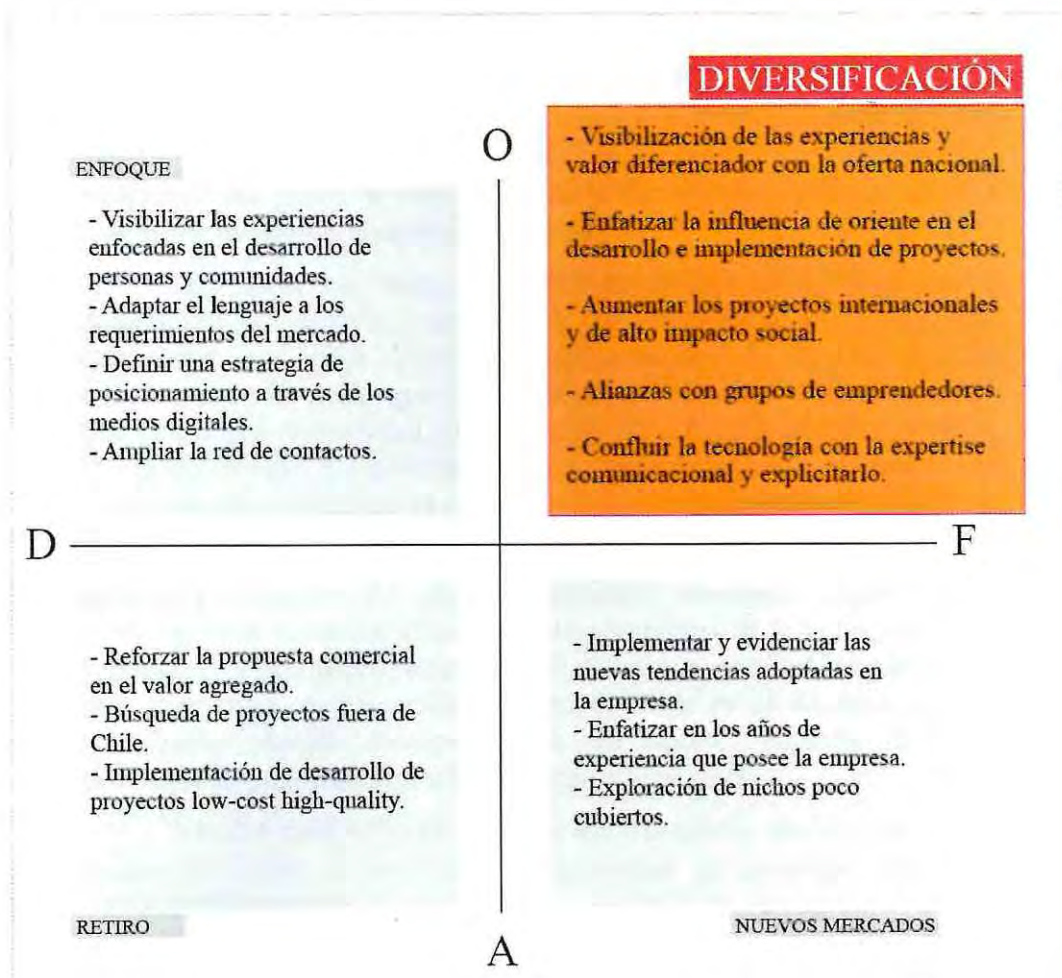 DIVERSIFICACIÓN
O
- Visibilización de las experiencias y
valor diferenciador con la oferta nacional.
- Enfatizar la influencia de oriente en el
desarrollo e implementación de proyectos.
- Aumentar los proyectos internacionales
y de alto impacto social.
- Alianzas con grupos de emprendedores.
- Confluir la tecnología con la expertise
comunicacional y explicitarlo.
ENFOQUE
- Visibilizar las experiencias
enfocadas en el desarrollo de
personas y comunidades.
- Adaptar el lenguaje a los
requerimientos del mercado.
- Definir una estrategia de
posicionamiento a través de los
medios digitales.
- Ampliar la red de contactos.
D
F
- Reforzar la propuesta comercial
en el valor agregado.
- Búsqueda de proyectos fuera de
Chile.
- Implementación de desarrollo de
proyectos low-cost high-quality.
RETIRO
- Implementar y evidenciar las
nuevas tendencias adoptadas en
la empresa.
- Enfatizar en los años de
experiencia que posee la empresa.
- Exploración de nichos poco
cubiertos.
NUEVOS MERCADOS
A